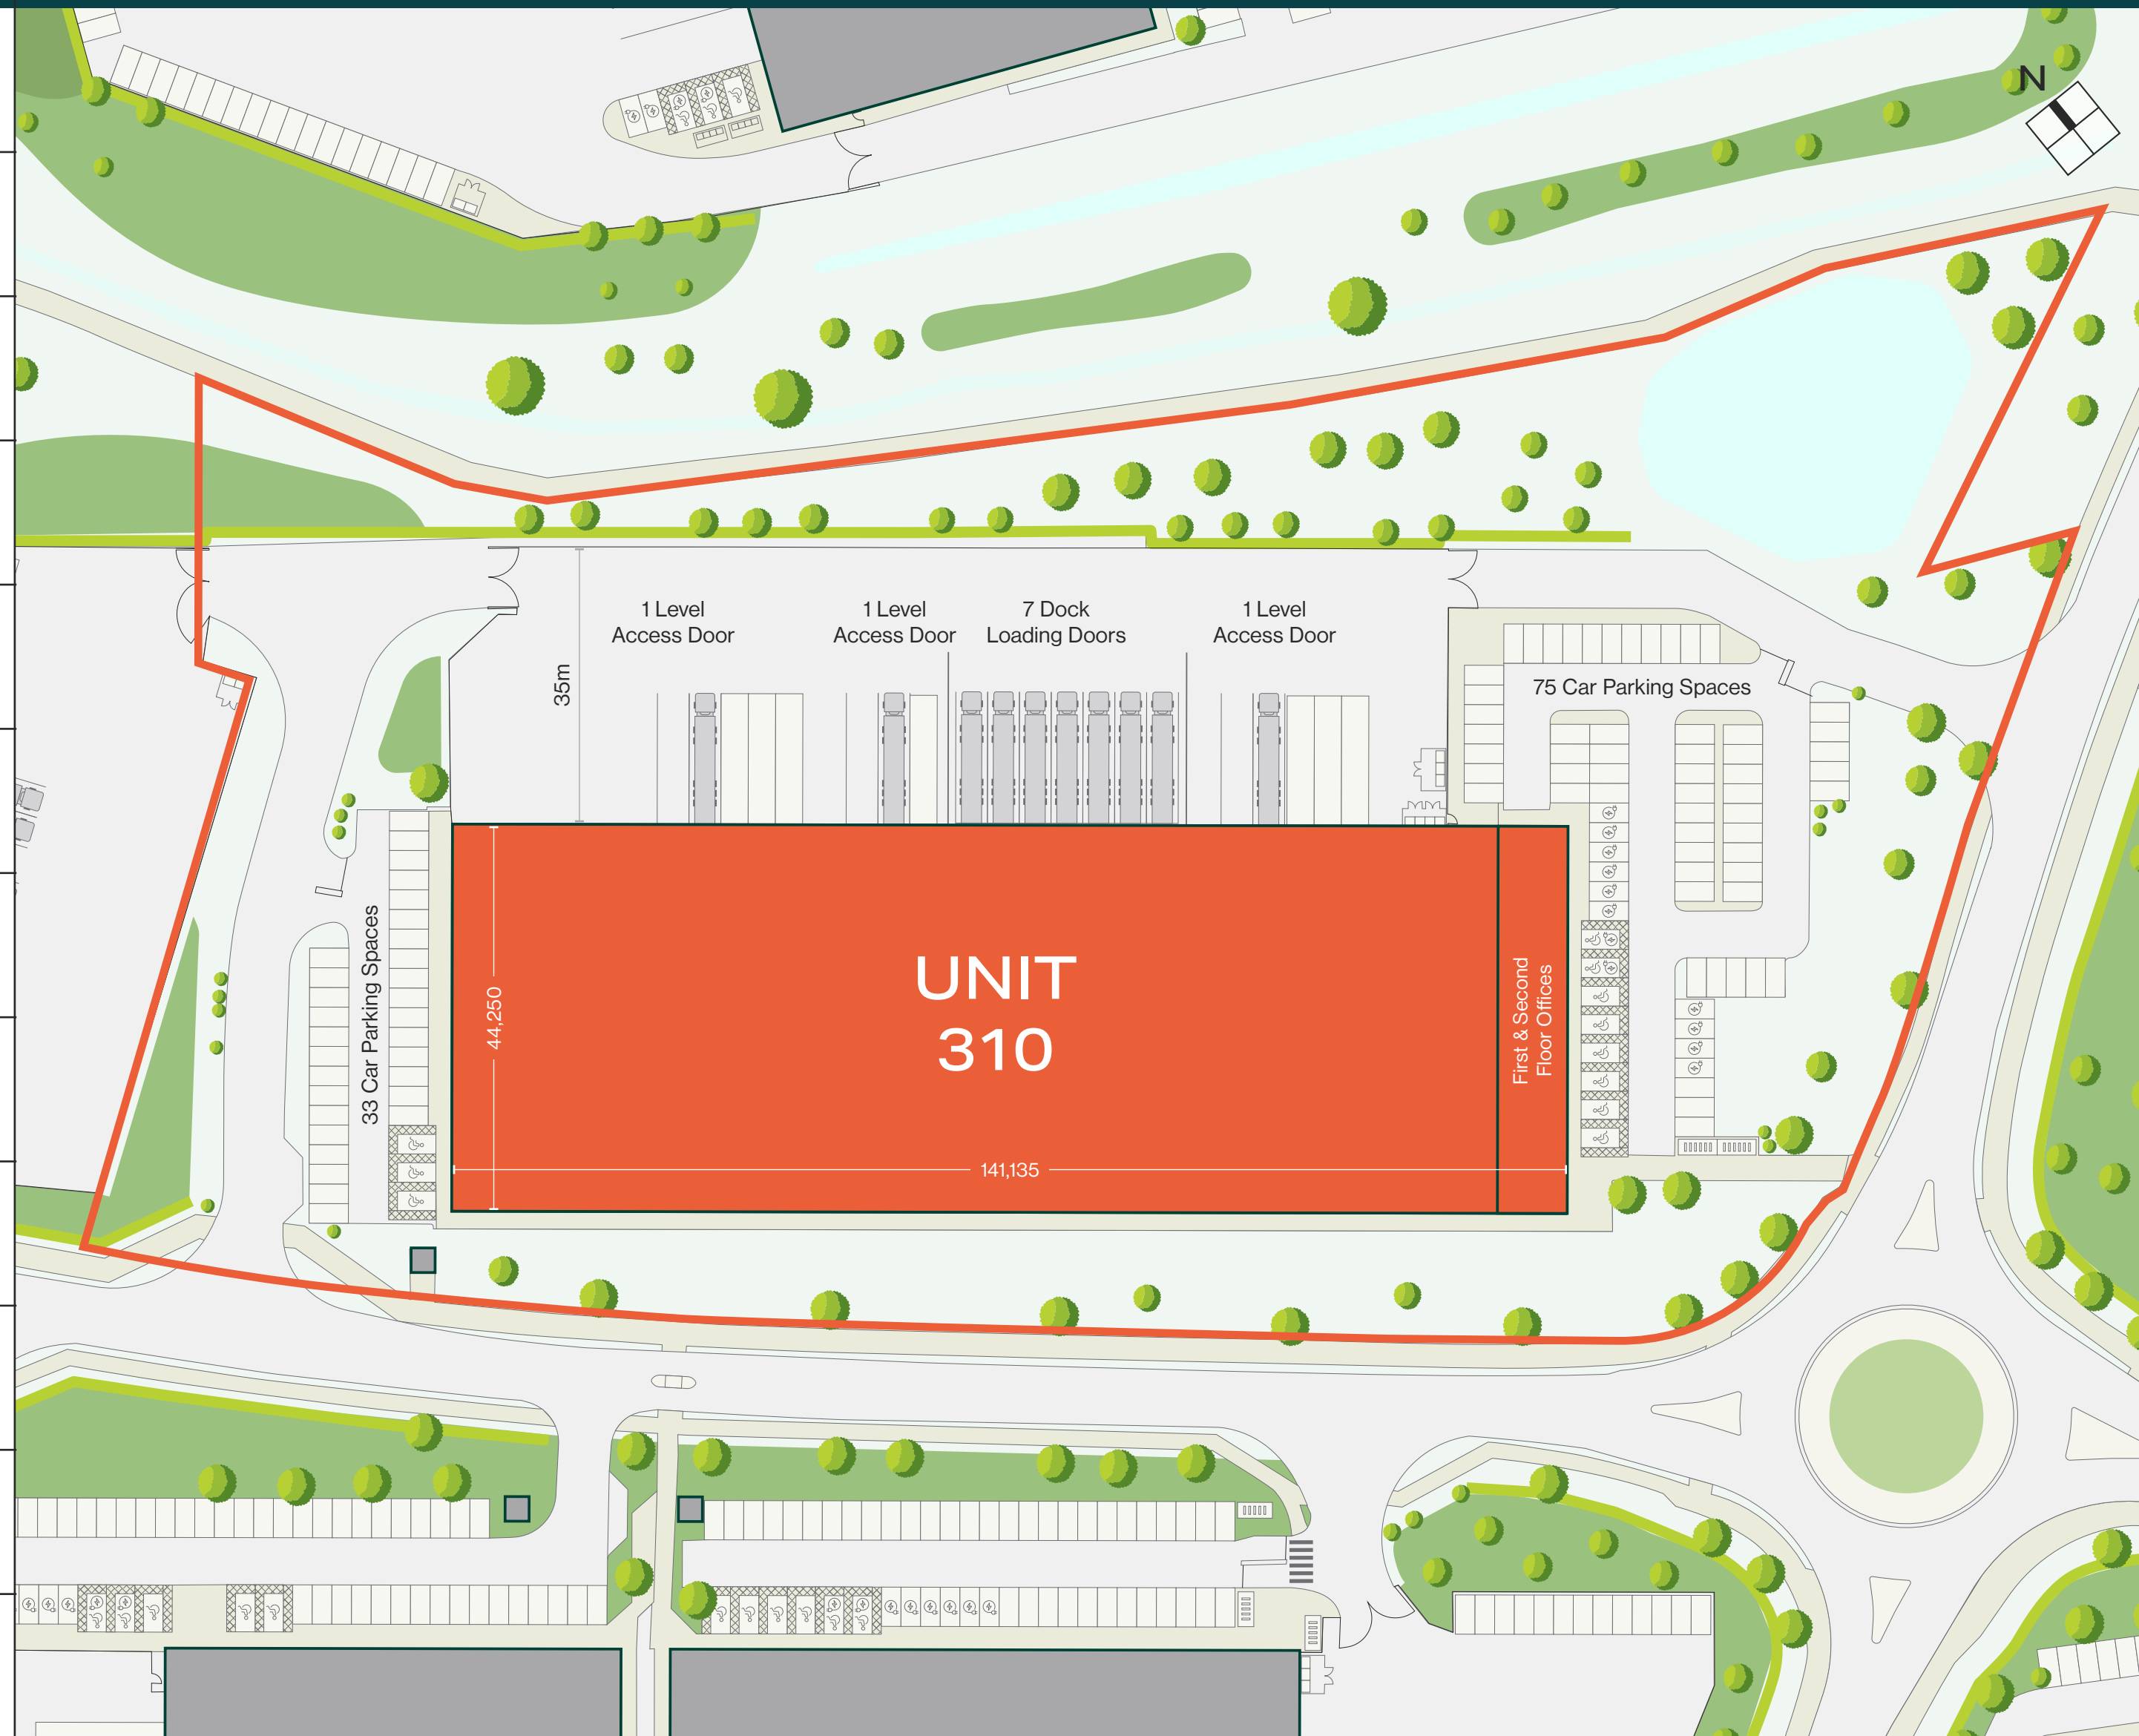 N
1 Level
Access Door
1 Level
Access Door
7 Dock
Loading Doors
1 Level
Access Door
35m
75 Car Parking Spaces
33 Car Parking Spaces
44,250
UNIT
310
First & Second
Floor Offices
141,135